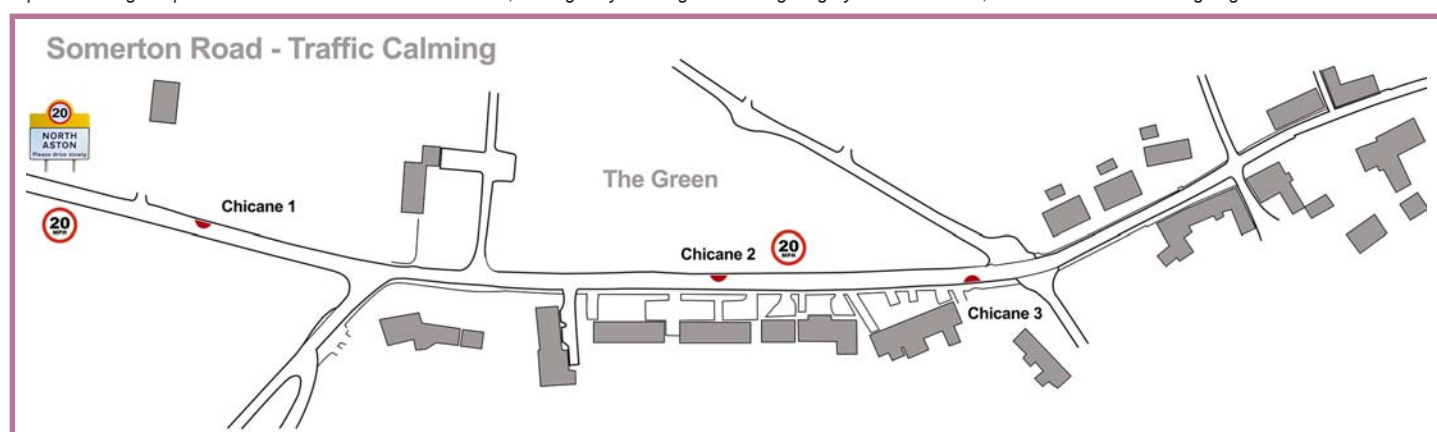 Somerton Road - Traffic Calming
20
NORTH
ASTON
Please drive slowly
20
MPH
Chicane 1
The Green
Chicane 2
20
MPH
Chicane 3